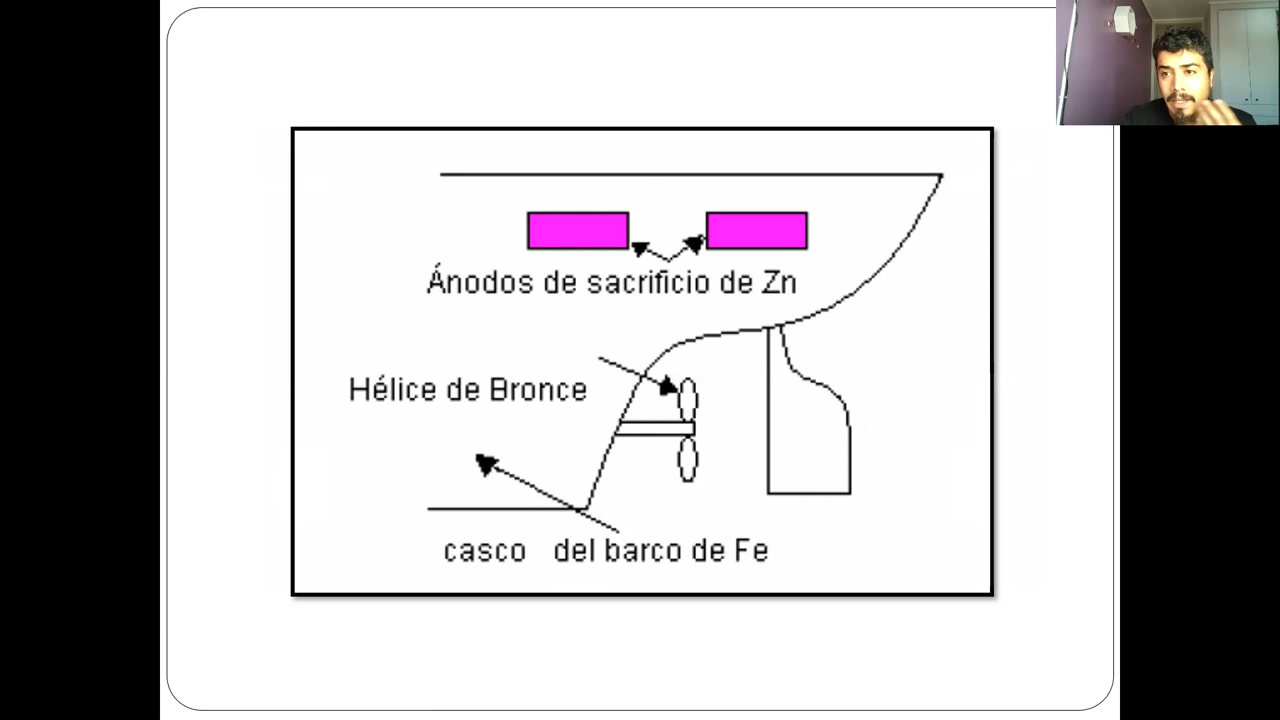 Ánodos de sacrificio de Zn
Hélice de Bronce
casco del barco de Fe